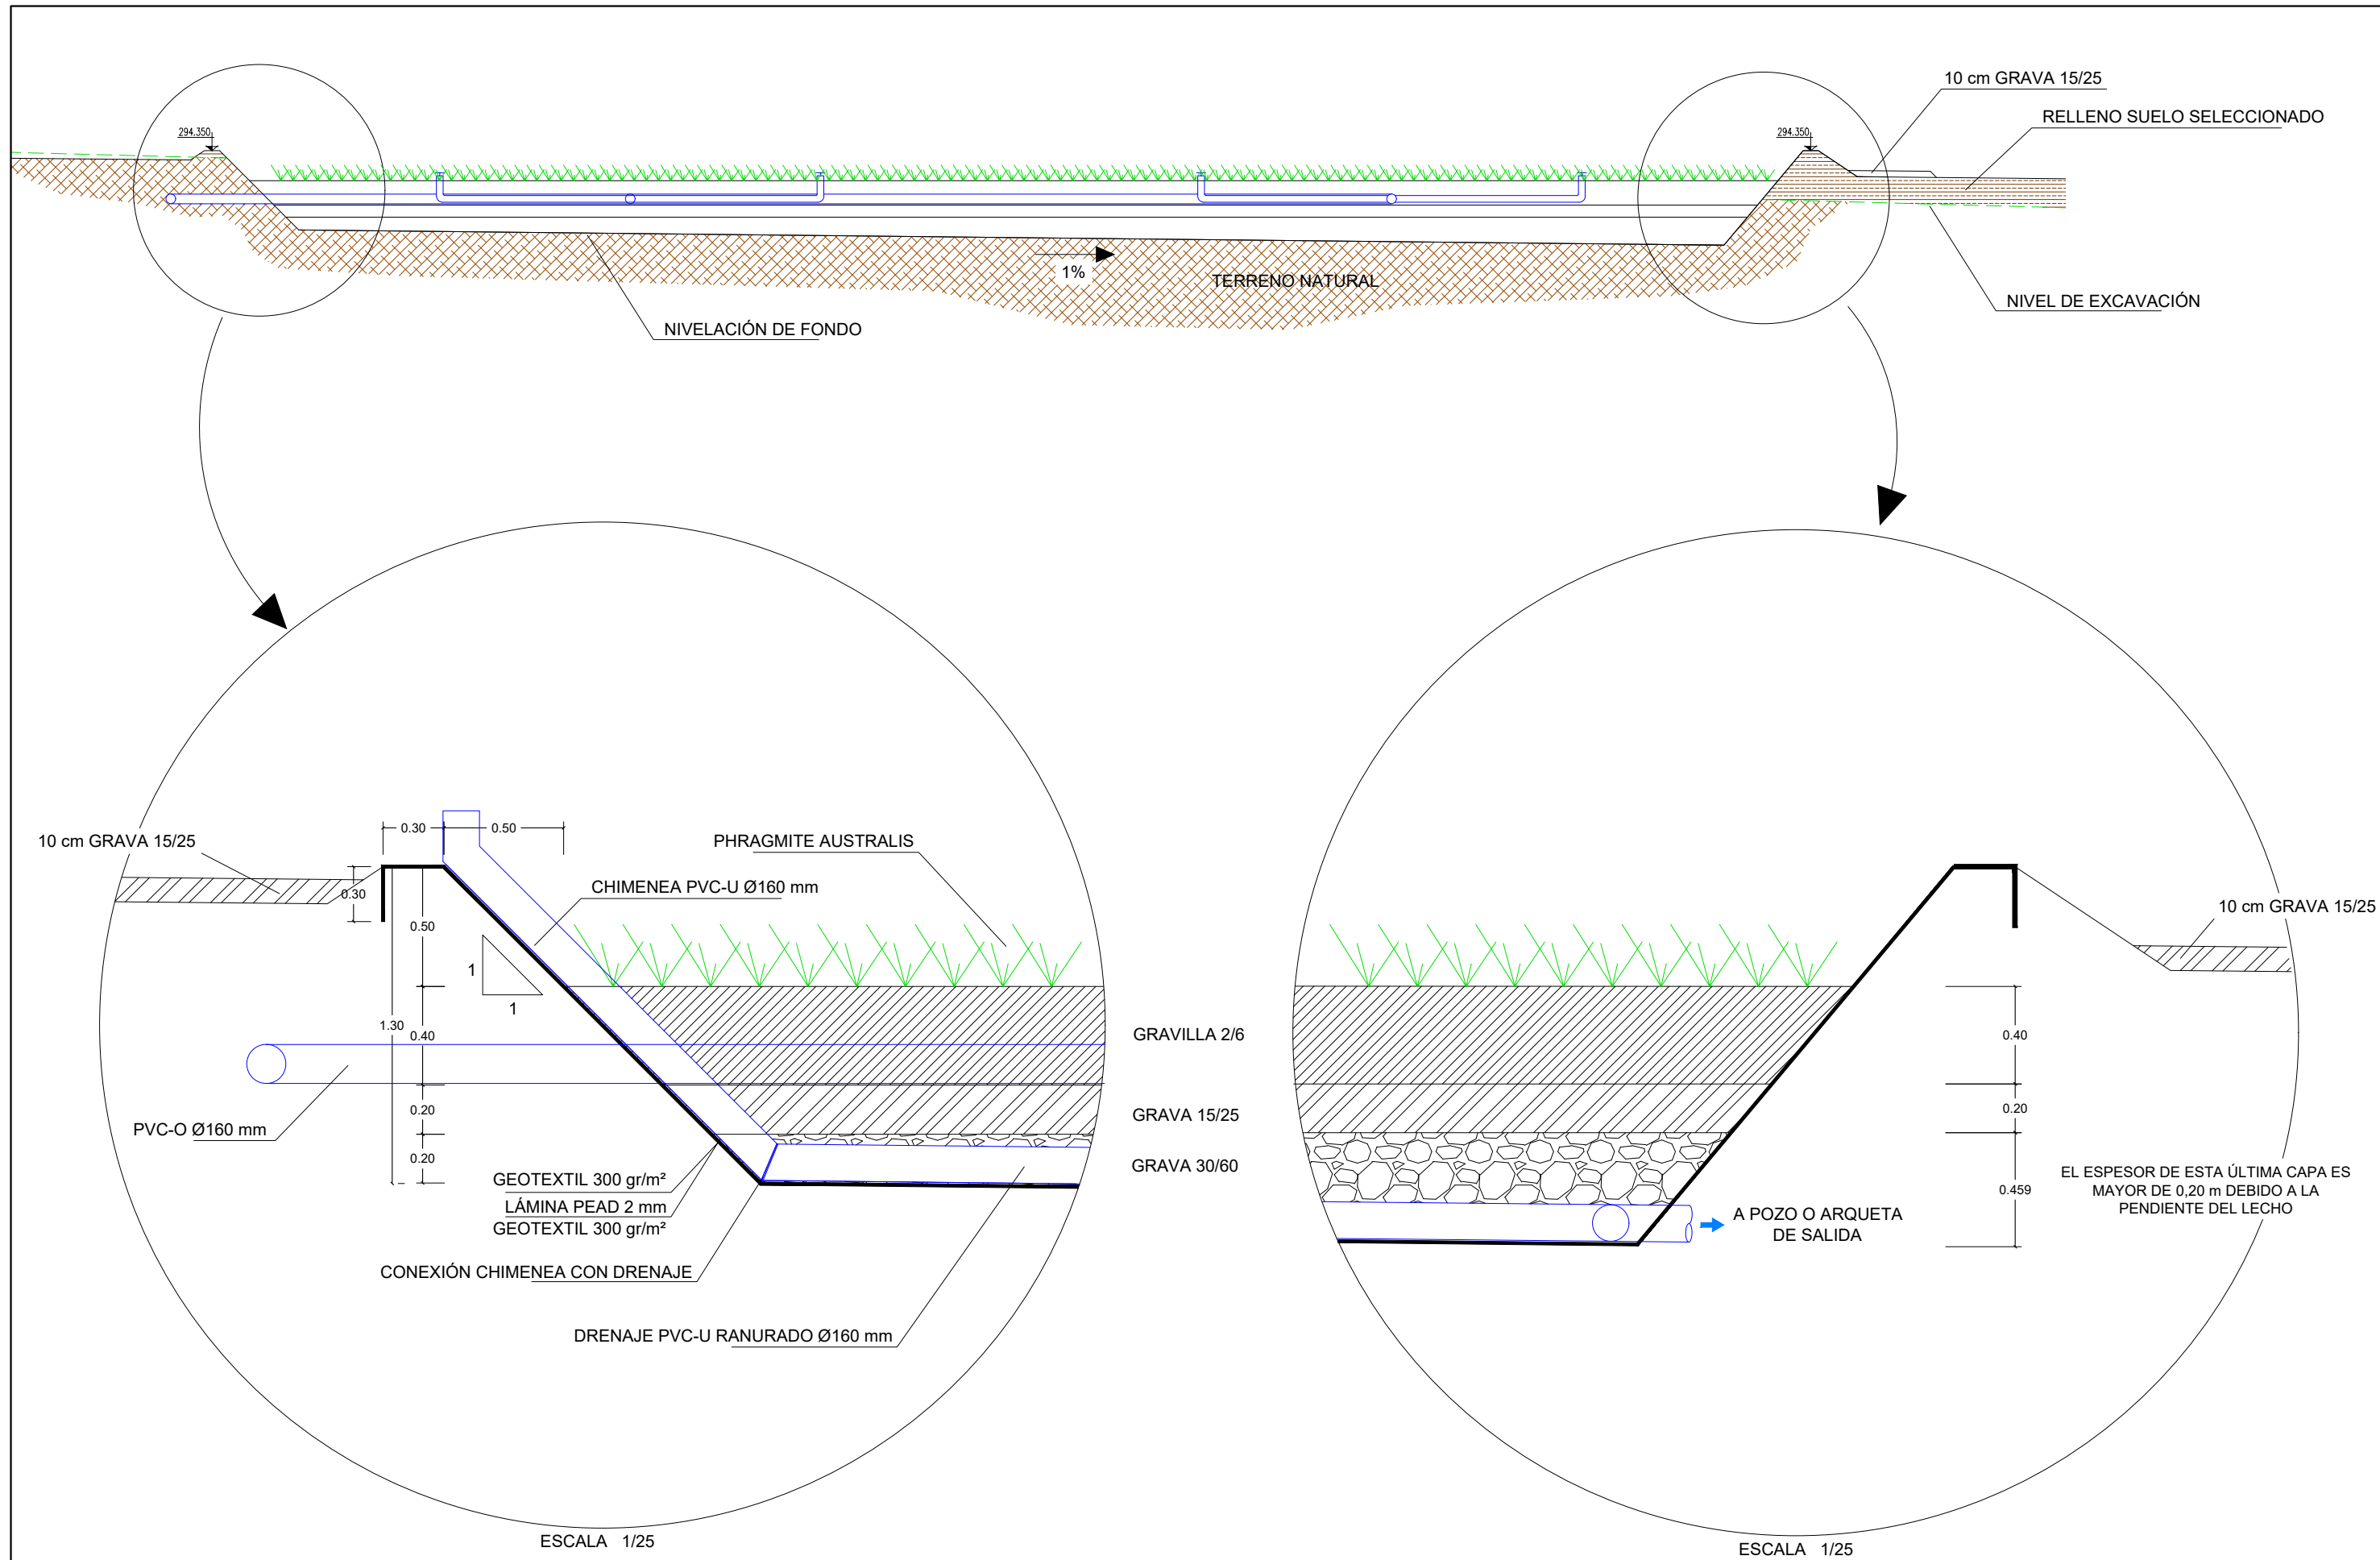 10 cm GRAVA 15/25
RELLENO SUELO SELECCIONADO
294.350
294.350
1%
TERRENO NATURAL
NIVELACIÓN DE FONDO
NIVEL DE EXCAVACIÓN
0.30
0.50
10 cm GRAVA 15/25
PHRAGMITE AUSTRALIS
0.30
CHIMENEA PVC-U Ø160 mm
0.50
1
1
1.30
0.40
0.20
PVC-O Ø160 mm
0.20
GEOTEXTIL 300 gr/m²
LÁMINA PEAD 2 mm
GEOTEXTIL 300 gr/m²
CONEXIÓN CHIMENEA CON DRENAJE
DRENAJE PVC-U RANURADO Ø160 mm
ESCALA 1/25
GRAVILLA 2/6
GRAVA 15/25
GRAVA 30/60
10 cm GRAVA 15/25
0.40
0.20
0.459
EL ESPESOR DE ESTA ÚLTIMA CAPA ES
MAYOR DE 0,20 m DEBIDO A LA
PENDIENTE DEL LECHO
A POZO O ARQUETA
DE SALIDA
ESCALA 1/25